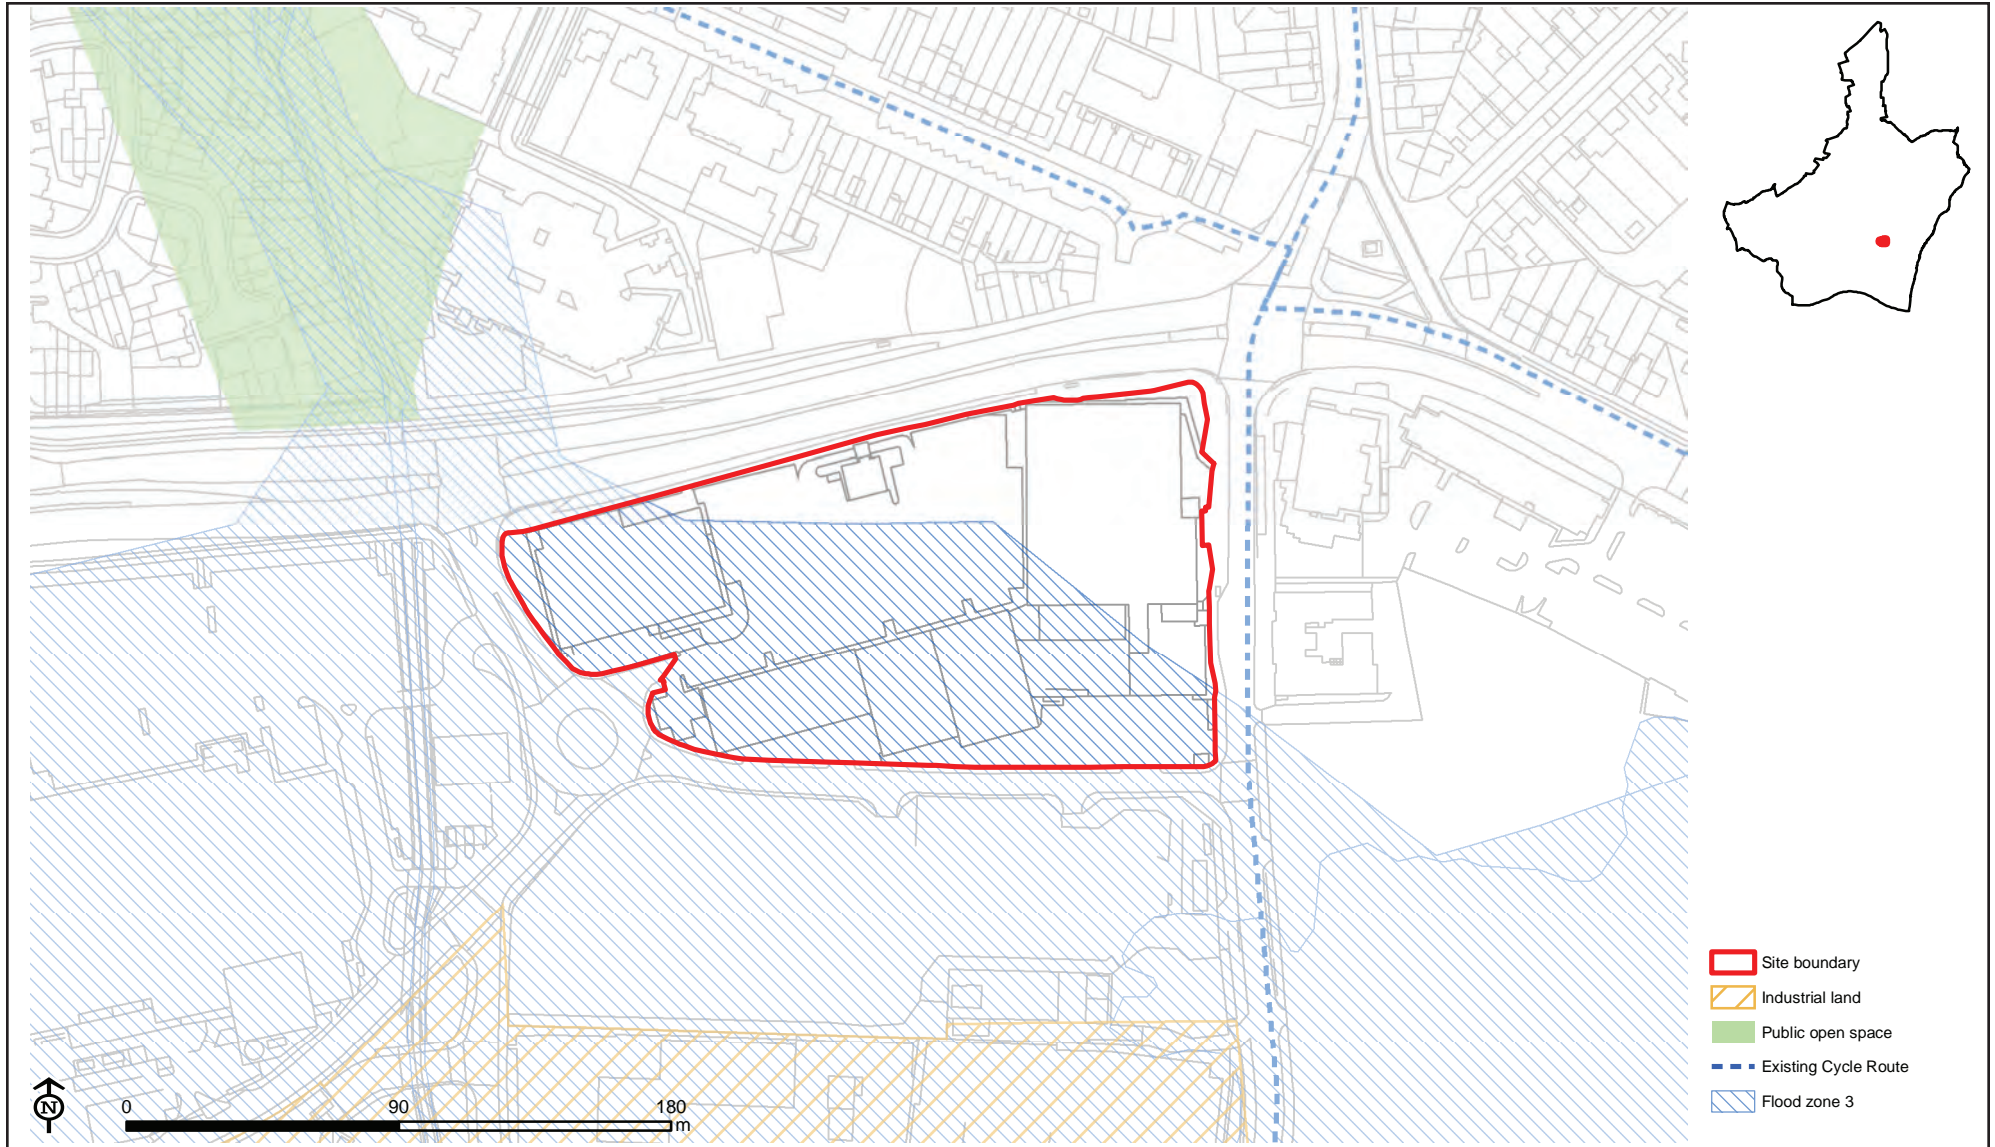 Site boundary
Industrial land
Public open space
Existing Cycle Route
Flood zone 3
N
0 90 180
m